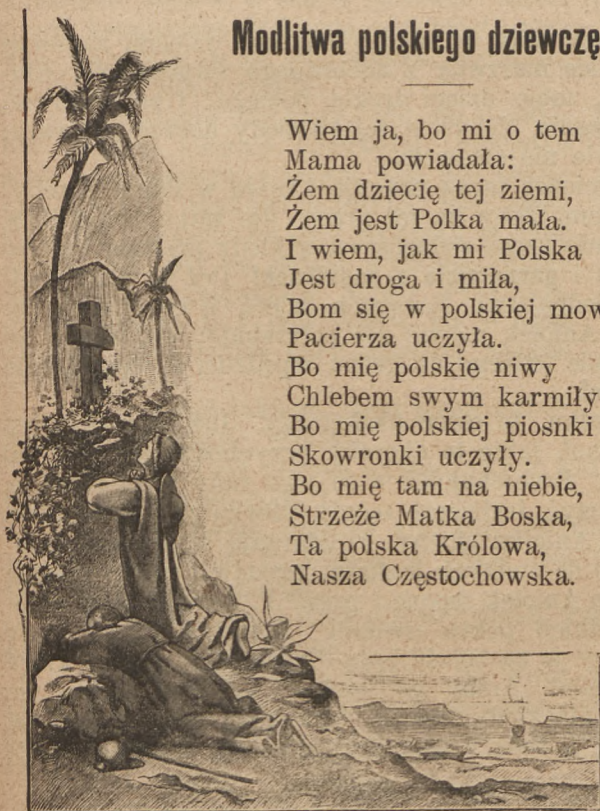 Modlitwa polskiego dziewczę
Wiem ja, bo mi o tem
Mama powiadała:
Żem dziecię tej ziemi,
Żem jest Polka mała.
I wiem, jak mi Polska
Jest droga i miła,
Bom się w polskiej mow
Pacierza uczyła.
Bo mię polskie niwy
Chlebem swym karmiły
Bo mię polskiej piosnki
Skowronki uczyły.
Bo mię tam na niebie,
Strzeże Matka Boska,
Ta polska Królowa,
Nasza Częstochowska.